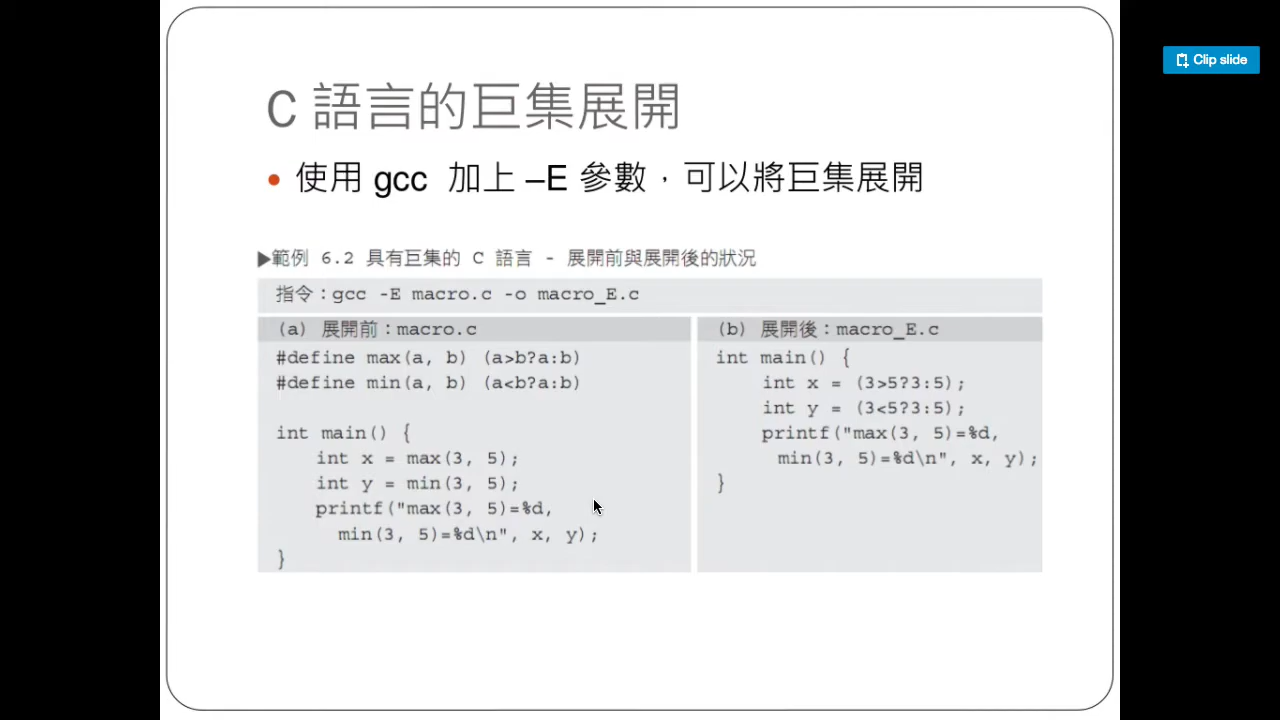 Clip slide
C 語言的巨集展開
• 使用 gcc 加上 –E 參數，可以將巨集展開
▶範例 6.2 具有巨集的 C 語言 - 展開前與展開後的狀況
指令：gcc -E macro.c -o macro_E.c
(a) 展開前：macro.c
#define max(a, b) (a>b?a:b)
#define min(a, b) (a<b?a:b)
int main() {
int x = max(3, 5);
int y = min(3, 5);
printf("max(3, 5)=%d,
min(3, 5)=%d\n", x, y);
}
(b) 展開後：macro_E.c
int main() {
int x = (3>5?3:5);
int y = (3<5?3:5);
printf("max(3, 5)=%d,
min(3, 5)=%d\n", x, y);
}